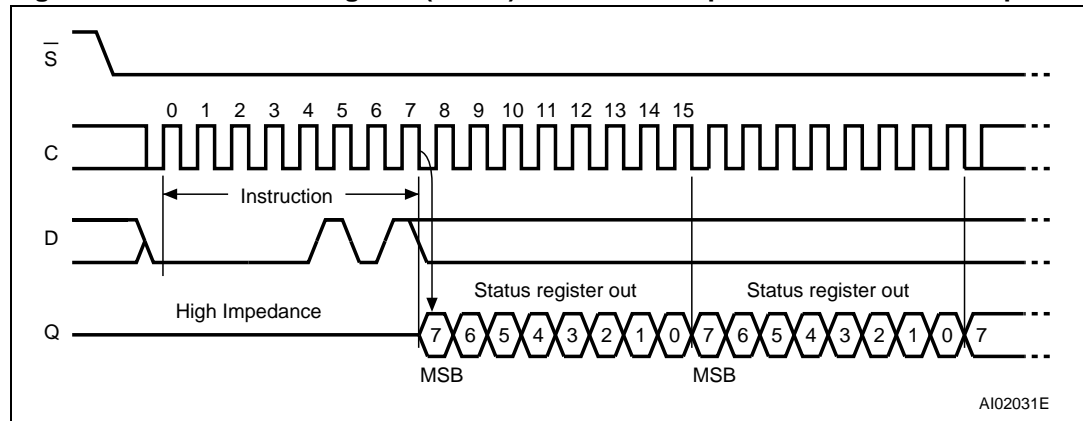 S
0 1 2 3 4 5 6 7 8 9 10 11 12 13 14 15
C
Instruction
D
Status register out Status register out
High Impedance
Q
7 6 5 4 3 2 1 0 7 6 5 4 3 2 1 0 7
MSB MSB
AI02031E